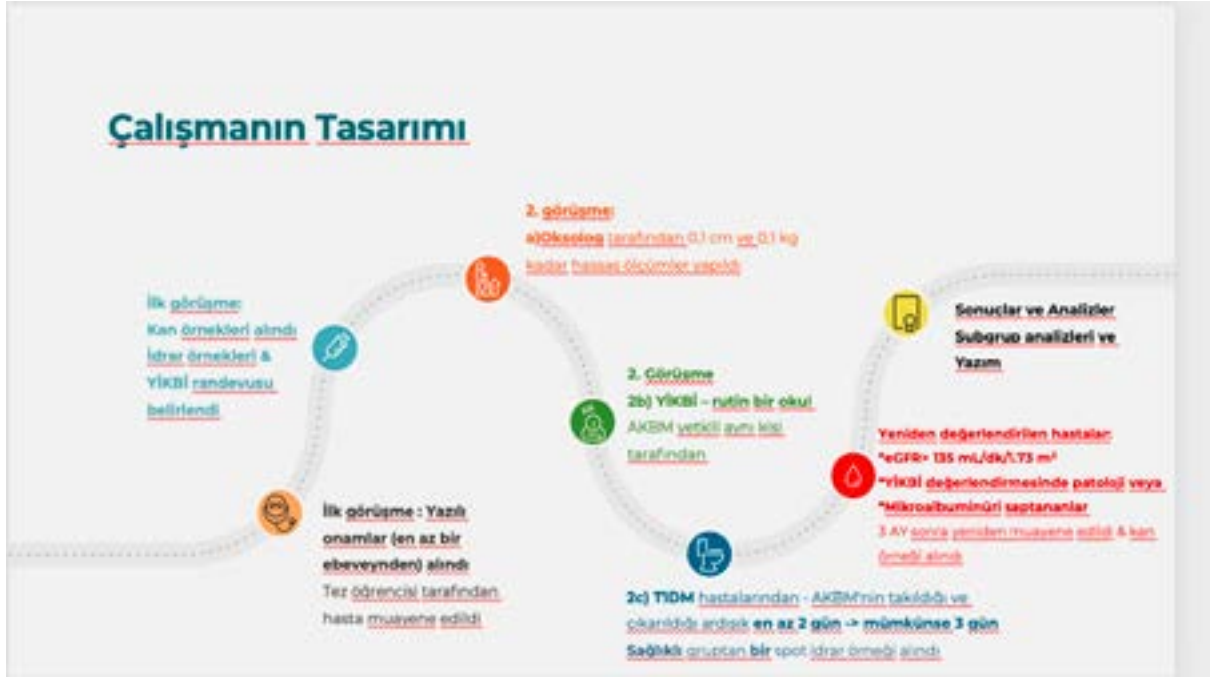 Çalışmanın Tasarımı
2. görüşme:
a)Oksolog tarafından 0,1 cm ve 0,1 kg
kadar hassas ölçümler yapıldı
İlk görüşme:
Kan örnekleri alındı
İdrar örnekleri &
YİKBİ randevusu
belirlendi
Sonuçlar ve Analizler
Subgrup analizleri ve
Yazım
2. Görüşme
2b) YİKBİ – rutin bir okul
AKBM yetkili aynı kişi
tarafından
Yeniden değerlendirilen hastalar:
*eGFR> 135 mL/dk/1.73 m²
*YİKBİ değerlendirmesinde patoloji veya
*Mikroalbuminüri saptananlar
3 AY sonra yeniden muayene edildi & kan
örneği alındı
İlk görüşme : Yazılı
onamlar (en az bir
ebeveynden) alındı
Tez öğrencisi tarafından
hasta muayene edildi
2c) T1DM hastalarından - AKBM'nin takıldığı ve
çıkarıldığı ardışık en az 2 gün -> mümkünse 3 gün
Sağlıklı gruptan bir spot idrar örneği alındı